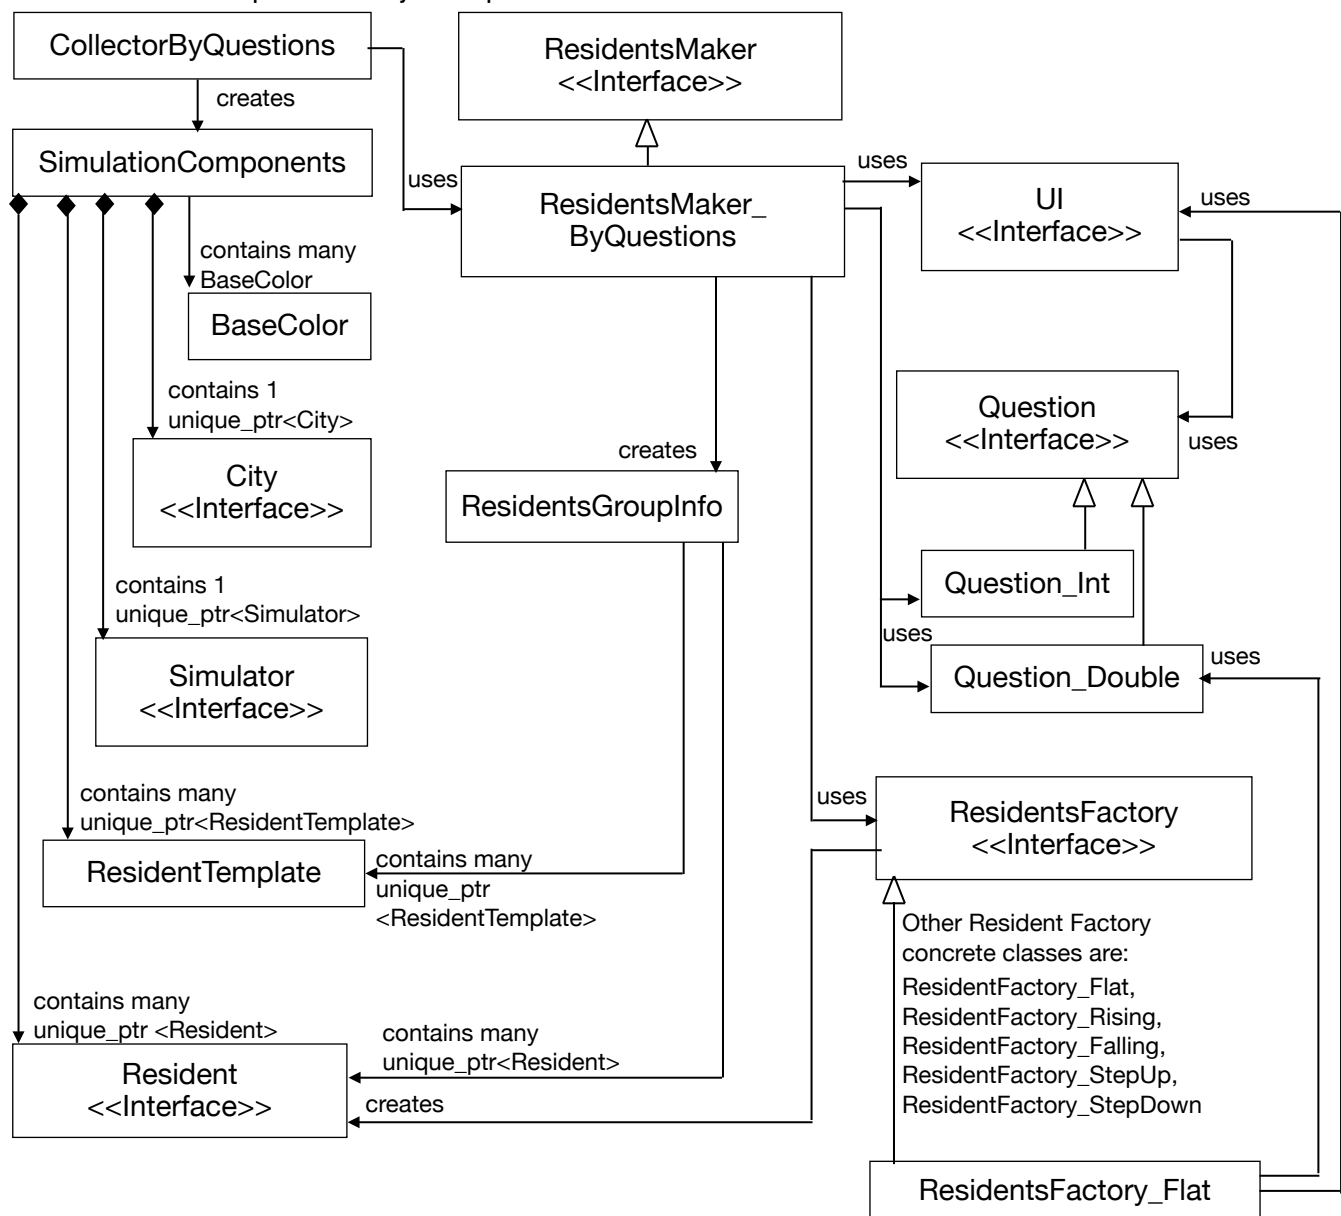 CollectorByQuestions
ResidentsMaker
<<Interface>>
creates
SimulationComponents
uses
ResidentsMaker_
ByQuestions
uses
UI
<<Interface>>
uses
contains many
BaseColor
BaseColor
contains 1
unique_ptr<City>
City
<<Interface>>
Question
<<Interface>>
uses
creates
ResidentsGroupInfo
contains 1
unique_ptr<Simulator>
Simulator
<<Interface>>
Question_Int
uses
Question_Double
uses
contains many
unique_ptr<ResidentTemplate>
ResidentTemplate
contains many
unique_ptr
<ResidentTemplate>
uses
ResidentsFactory
<<Interface>>
Other Resident Factory
concrete classes are:
ResidentFactory_Flat,
ResidentFactory_Rising,
ResidentFactory_Falling,
ResidentFactory_StepUp,
ResidentFactory_StepDown
contains many
unique_ptr <Resident>
Resident
<<Interface>>
contains many
unique_ptr<Resident>
creates
ResidentsFactory_Flat